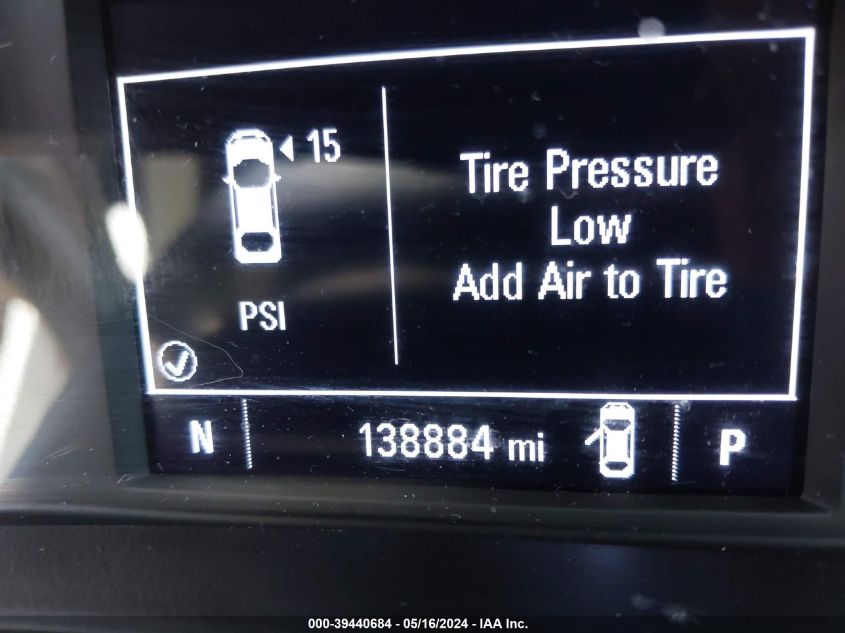 15
PSI
Tire Pressure
Low
Add Air to Tire
N 138884 mi P
000-39440684 - 05/16/2024 - IAA Inc.